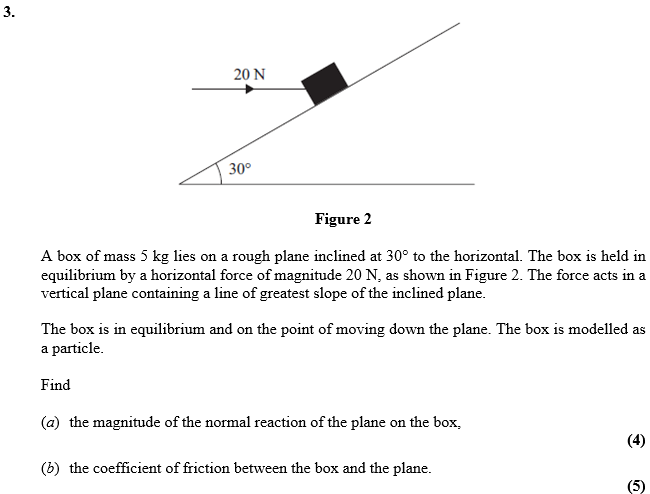 3.
20 N
30°
Figure 2
A box of mass 5 kg lies on a rough plane inclined at 30° to the horizontal. The box is held in
equilibrium by a horizontal force of magnitude 20 N, as shown in Figure 2. The force acts in a
vertical plane containing a line of greatest slope of the inclined plane.
The box is in equilibrium and on the point of moving down the plane. The box is modelled as
a particle.
Find
(a) the magnitude of the normal reaction of the plane on the box,
(4)
(b) the coefficient of friction between the box and the plane.
(5)